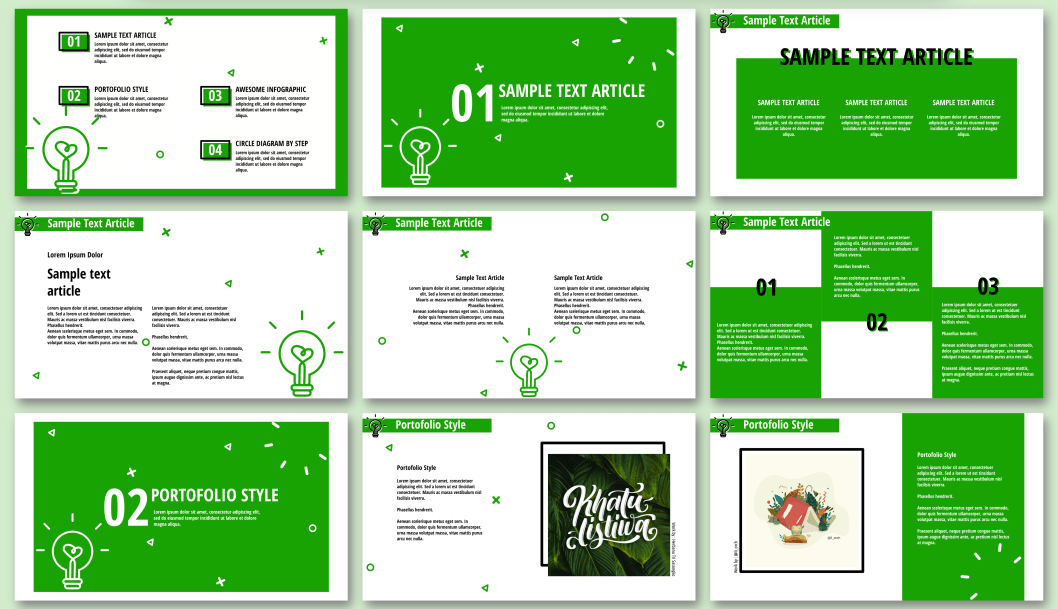 01
SAMPLE TEXT ARTICLE
Lorem ipsum dolor sit amet, consectetur
adipiscing elit, sed do eiusmod tempor
incididunt ut labore et dolore magna
aliqua.
02
PORTOFOLIO STYLE
Lorem ipsum dolor sit amet, consectetur
adipiscing elit, sed do eiusmod tempor
incididunt ut labore et dolore magna
aliqua.
03
AWESOME INFOGRAPHIC
Lorem ipsum dolor sit amet, consectetur
adipiscing elit, sed do eiusmod tempor
incididunt ut labore et dolore magna
aliqua.
04
CIRCLE DIAGRAM BY STEP
Lorem ipsum dolor sit amet, consectetur
adipiscing elit, sed do eiusmod tempor
incididunt ut labore et dolore magna
aliqua.
01
SAMPLE TEXT ARTICLE
Lorem ipsum dolor sit amet, consectetur adipiscing elit,
sed do eiusmod tempor incididunt ut labore et dolore
magna aliqua.
Sample Text Article
SAMPLE TEXT ARTICLE
SAMPLE TEXT ARTICLE
Lorem ipsum dolor sit amet, consectetur
adipiscing elit, sed do eiusmod tempor
incididunt ut labore et dolore magna
aliqua.
SAMPLE TEXT ARTICLE
Lorem ipsum dolor sit amet, consectetur
adipiscing elit, sed do eiusmod tempor
incididunt ut labore et dolore magna
aliqua.
SAMPLE TEXT ARTICLE
Lorem ipsum dolor sit amet, consectetur
adipiscing elit, sed do eiusmod tempor
incididunt ut labore et dolore magna
aliqua.
Sample Text Article
Lorem Ipsum Dolor
Sample text
article
Lorem ipsum dolor sit amet, consectetuer adipiscing
elit. Sed a lorem ut est tincidunt consectetuer.
Mauris ac massa vestibulum nisl facilisis viverra.
Phasellus hendrerit.
Aenean scelerisque metus eget sem. In commodo,
dolor quis fermentum ullamcorper, urna massa
volutpat massa, vitae mattis purus arcu nec nulla.
Lorem ipsum dolor sit amet, consectetuer
adipiscing elit. Sed a lorem ut est tincidunt
consectetuer. Mauris ac massa vestibulum nisl
facilisis viverra.
Phasellus hendrerit.
Aenean scelerisque metus eget sem. In commodo,
dolor quis fermentum ullamcorper, urna massa
volutpat massa, vitae mattis purus arcu nec nulla.
Praesent aliquet, neque pretium congue mattis,
ipsum augue dignissim ante, ac pretium nisl lectus
at magna.
Sample Text Article
Sample Text Article
Lorem ipsum dolor sit amet, consectetuer
adipiscing elit. Sed a lorem ut est tincidunt
consectetuer. Mauris ac massa vestibulum nisl
facilisis viverra.
Phasellus hendrerit.
Aenean scelerisque metus eget sem. In commodo,
dolor quis fermentum ullamcorper, urna massa
volutpat massa, vitae mattis purus arcu nec nulla.
Sample Text Article
Lorem ipsum dolor sit amet, consectetuer adipiscing
elit. Sed a lorem ut est tincidunt consectetuer.
Mauris ac massa vestibulum nisl facilisis viverra.
Phasellus hendrerit.
Aenean scelerisque metus eget sem. In commodo,
dolor quis fermentum ullamcorper, urna massa
volutpat massa, vitae mattis purus arcu nec nulla.
Sample Text Article
01
Lorem ipsum dolor sit amet, consectetuer adipiscing
elit. Sed a lorem ut est tincidunt consectetuer.
Mauris ac massa vestibulum nisl facilisis viverra.
Phasellus hendrerit.
Aenean scelerisque metus eget sem. In commodo,
dolor quis fermentum ullamcorper, urna massa
volutpat massa, vitae mattis purus arcu nec nulla.
Lorem ipsum dolor sit amet, consectetuer
adipiscing elit. Sed a lorem ut est tincidunt
consectetuer. Mauris ac massa vestibulum nisl
facilisis viverra.
Phasellus hendrerit.
Aenean scelerisque metus eget sem. In
commodo, dolor quis fermentum ullamcorper,
urna massa volutpat massa, vitae mattis purus
arcu nec nulla.
02
03
Lorem ipsum dolor sit amet, consectetuer
adipiscing elit. Sed a lorem ut est tincidunt
consectetuer. Mauris ac massa vestibulum nisl
facilisis viverra.
Phasellus hendrerit.
Aenean scelerisque metus eget sem. In commodo,
dolor quis fermentum ullamcorper, urna massa
volutpat massa, vitae mattis purus arcu nec nulla.
Praesent aliquet, neque pretium congue mattis,
ipsum augue dignissim ante, ac pretium nisl lectus
at magna.
02
PORTOFOLIO STYLE
Lorem ipsum dolor sit amet, consectetur adipiscing elit,
sed do eiusmod tempor incididunt ut labore et dolore
magna aliqua.
Portofolio Style
Portofolio Style
Lorem ipsum dolor sit amet, consectetuer
adipiscing elit. Sed a lorem ut est tincidunt
consectetuer. Mauris ac massa vestibulum nisl
facilisis viverra.
Phasellus hendrerit.
Aenean scelerisque metus eget sem. In
commodo, dolor quis fermentum ullamcorper,
urna massa volutpat massa, vitae mattis purus
arcu nec nulla.
Khatu-
listiwa
Portofolio Style
Portofolio Style
Lorem ipsum dolor sit amet, consectetuer
adipiscing elit. Sed a lorem ut est tincidunt
consectetuer. Mauris ac massa vestibulum nisl
facilisis viverra.
Phasellus hendrerit.
Aenean scelerisque metus eget sem. In
commodo, dolor quis fermentum ullamcorper,
urna massa volutpat massa, vitae mattis purus
arcu nec nulla.
Praesent aliquet, neque pretium congue mattis,
ipsum augue dignissim ante, ac pretium nisl lectus
at magna.